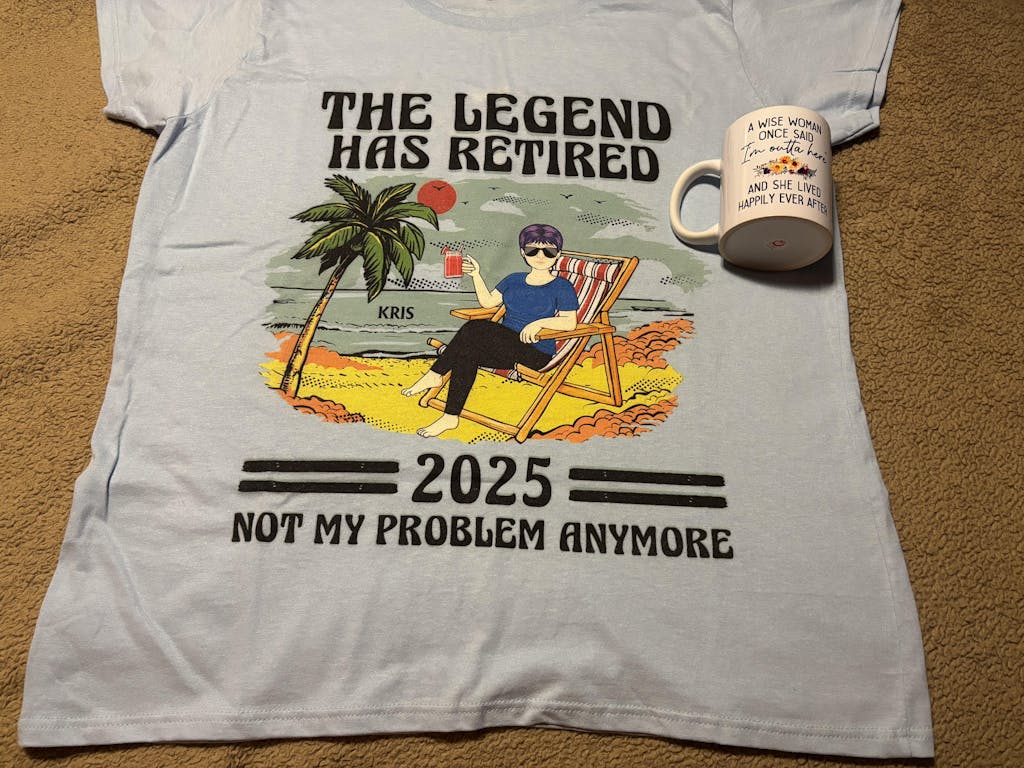 THE LEGEND
HAS RETIRED
KRIS
2025
NOT MY PROBLEM ANYMORE
A WISE WOMAN
ONCE SAID
I'm outta here
AND SHE LIVED
HAPPILY EVER AFTER